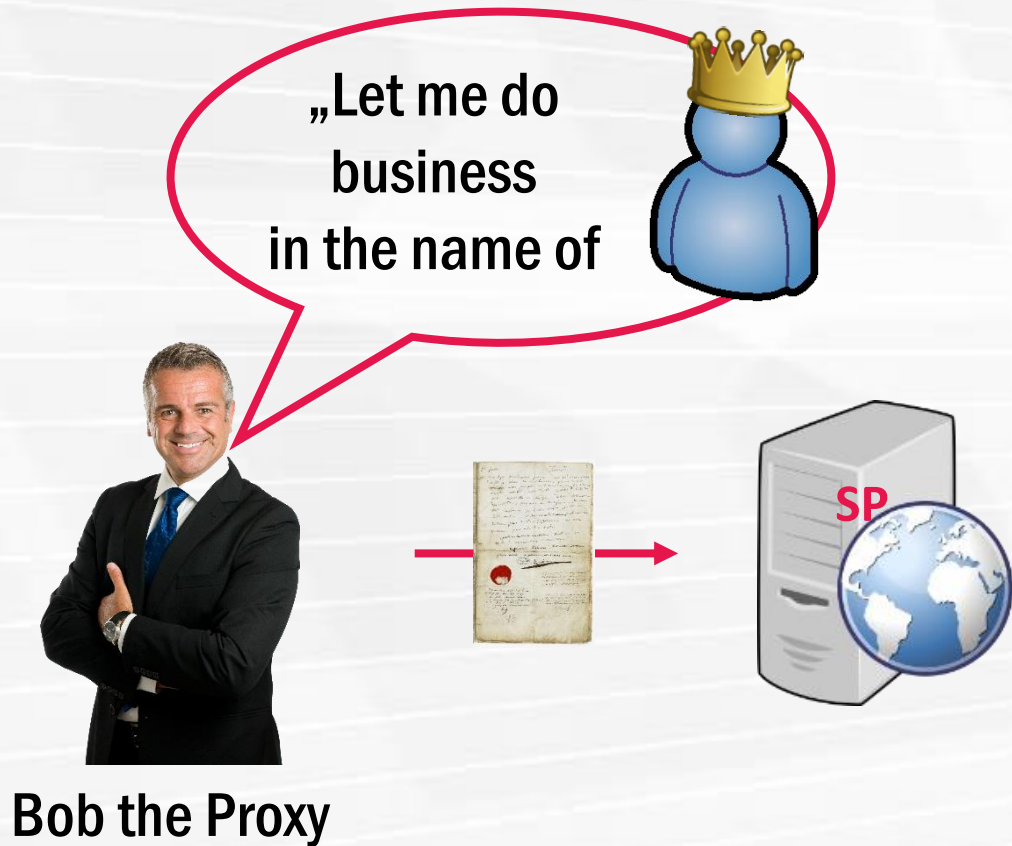 „Let me do
business
in the name of
SP
Bob the Proxy